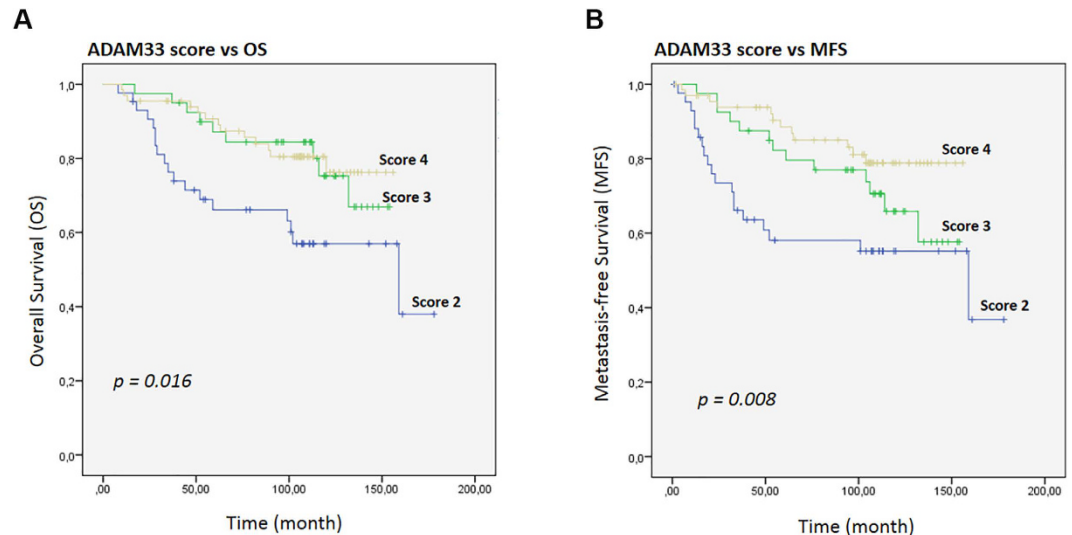 A
ADAM33 score vs OS
Overall Survival (OS)
1,0
0,8
0,6
0,4
0,2
0,0
Score 4
Score 3
Score 2
p = 0.016
,00
50,00
100,00
150,00
200,00
Time (month)
B
ADAM33 score vs MFS
Metastasis-free Survival (MFS)
1,0
0,8
0,6
0,4
0,2
0,0
Score 4
Score 3
Score 2
p = 0.008
,00
50,00
100,00
150,00
200,00
Time (month)